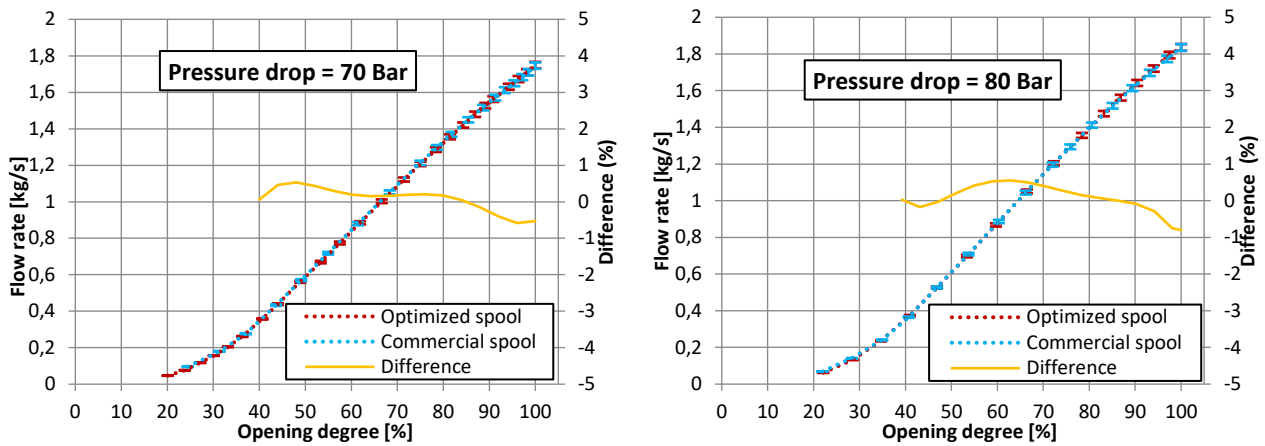 2
1,8
1,6
1,4
1,2
1
0,8
0,6
0,4
0,2
0
Flow rate [kg/s]
Pressure drop = 70 Bar
Optimized spool
Commercial spool
Difference
5
4
3
2
1
0
-1
-2
-3
-4
-5
Difference (%)
0 10 20 30 40 50 60 70 80 90 100
Opening degree [%]
2
1,8
1,6
1,4
1,2
1
0,8
0,6
0,4
0,2
0
Flow rate [kg/s]
Pressure drop = 80 Bar
Optimized spool
Commercial spool
Difference
5
4
3
2
1
0
-1
-2
-3
-4
-5
Difference (%)
0 10 20 30 40 50 60 70 80 90 100
Opening degree [%]